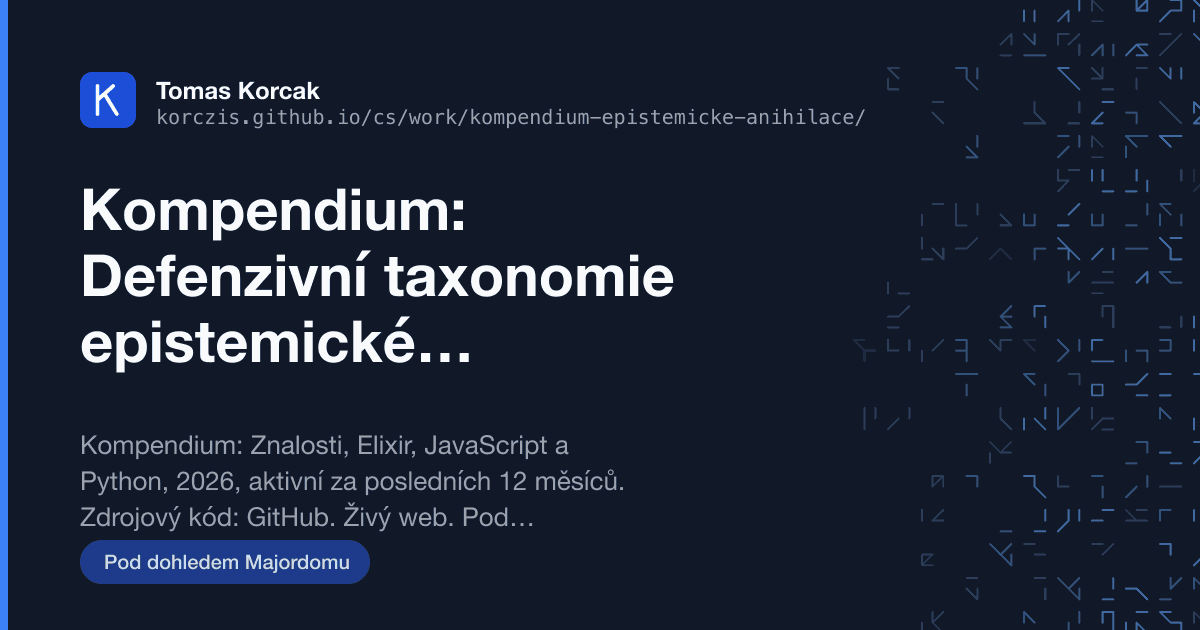 K
Tomas Korcak
korczis.github.io/cs/work/kompendium-epistemicke-anihilace/
Kompendium:
Defenzivní taxonomie
epistemické…
Kompendium: Znalosti, Elixir, JavaScript a
Python, 2026, aktivní za posledních 12 měsíců.
Zdrojový kód: GitHub. Živý web. Pod…
Pod dohledem Majordomu